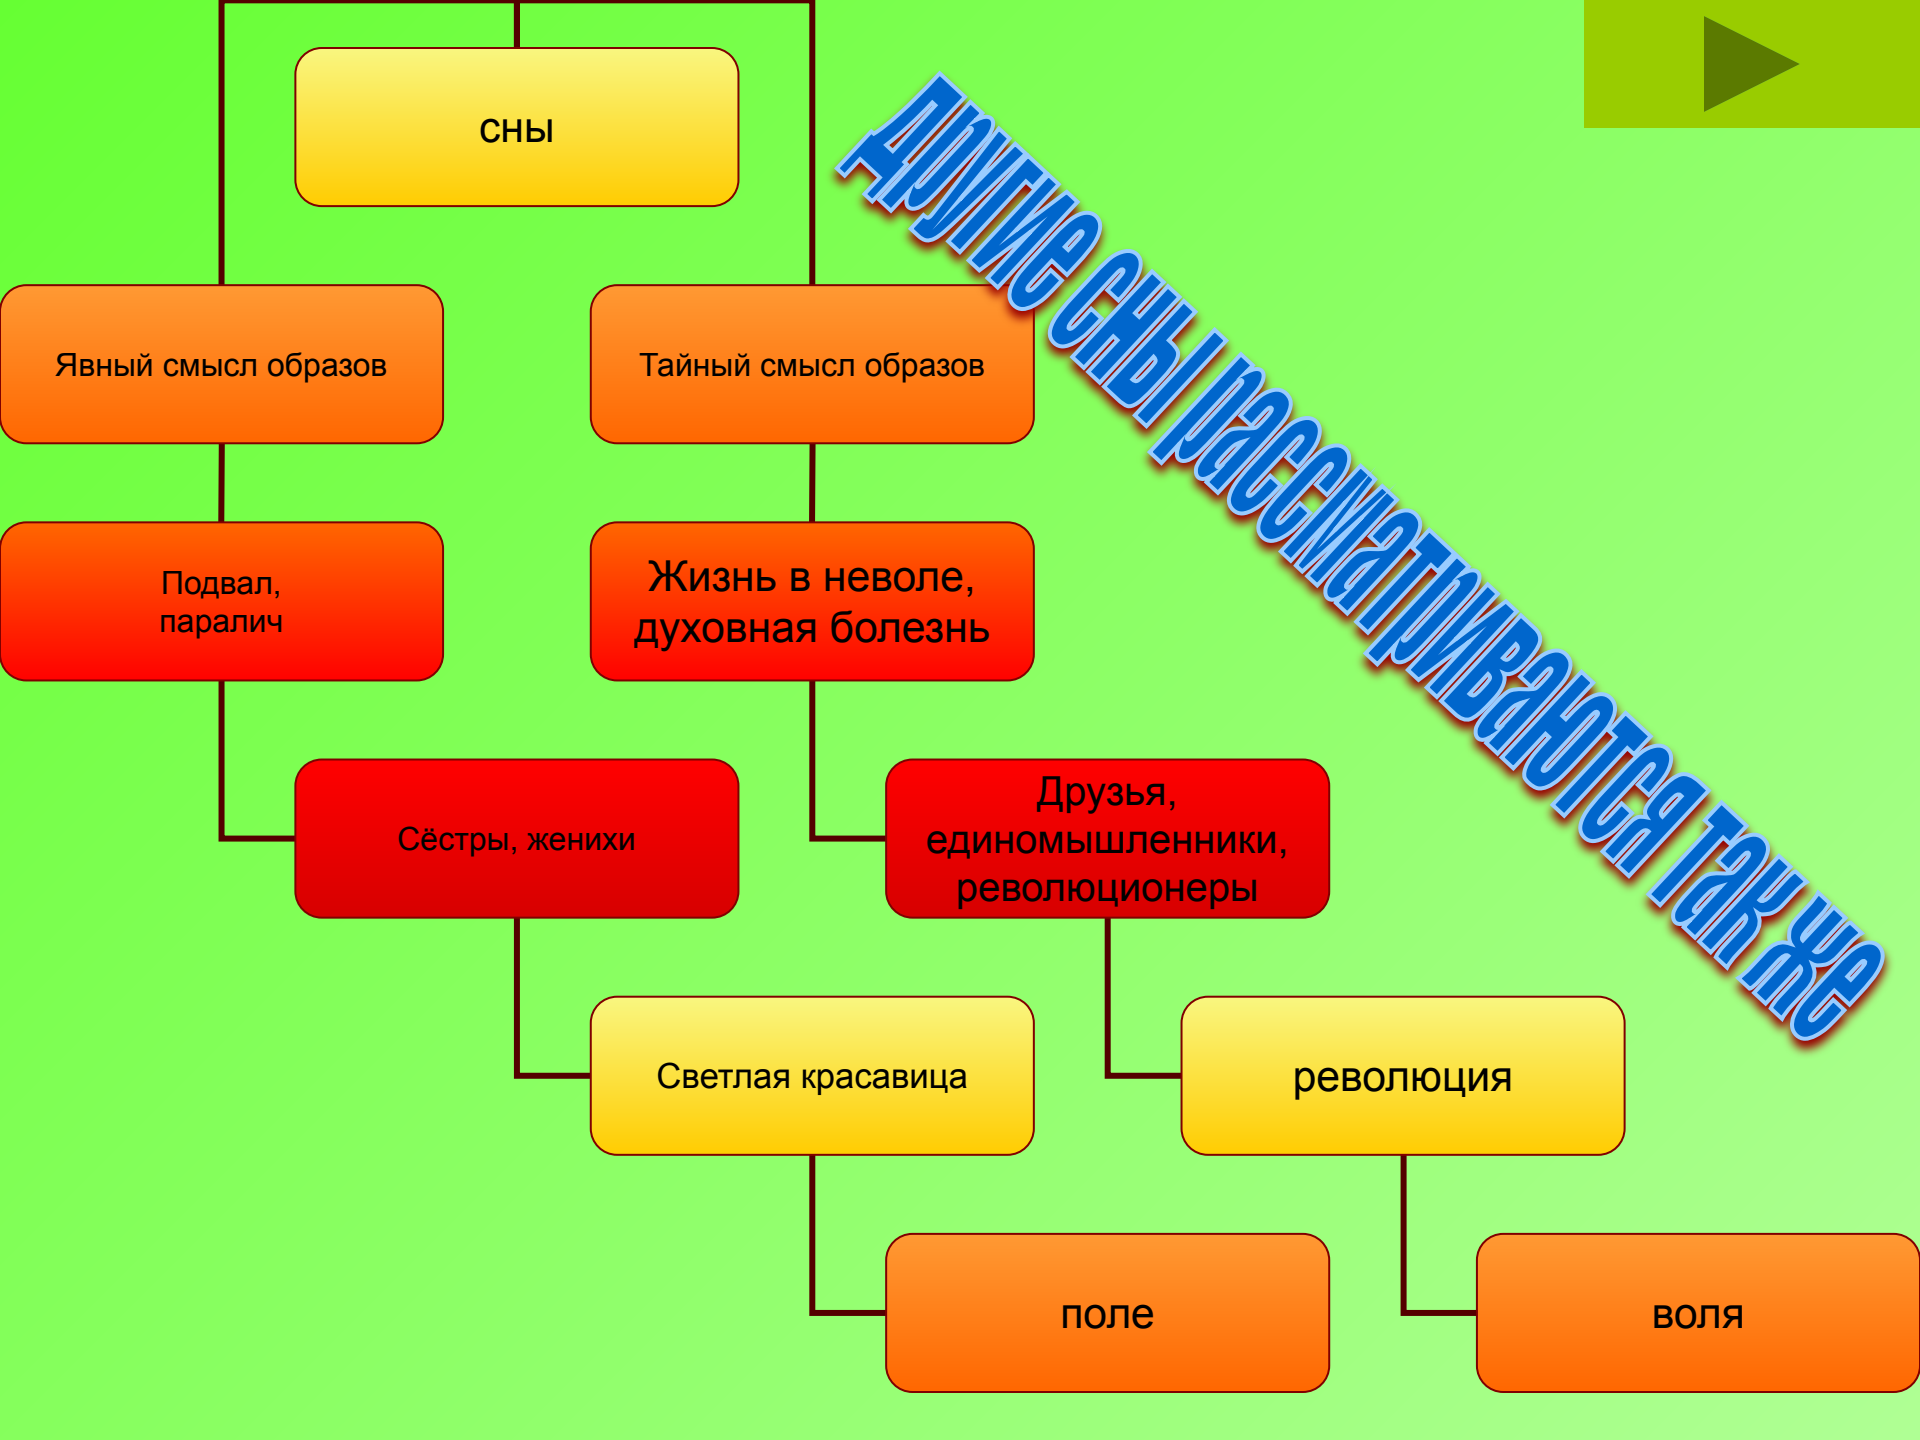 сны
Другие сны рассматриваются так же
Явный смысл образов
Тайный смысл образов
Подвал,
паралич
Жизнь в неволе,
духовная болезнь
Сёстры, женихи
Друзья,
единомышленники,
революционеры
Светлая красавица
революция
поле
воля